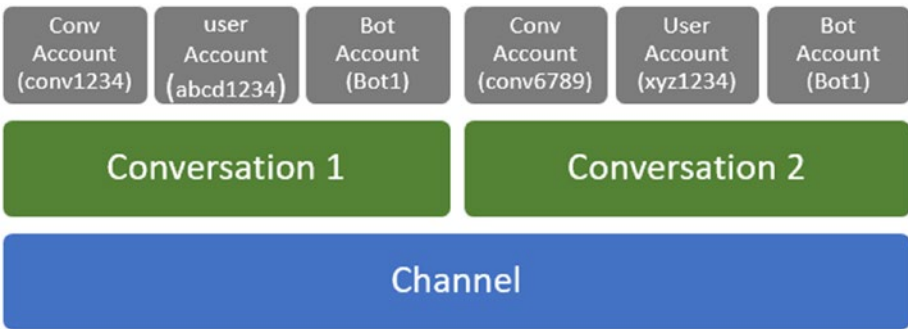 Conv
Account
(conv1234)
user
Account
(abcd1234)
Bot
Account
(Bot1)
Conv
Account
(conv6789)
User
Account
(xyz1234)
Bot
Account
(Bot1)
Conversation 1
Conversation 2
Channel